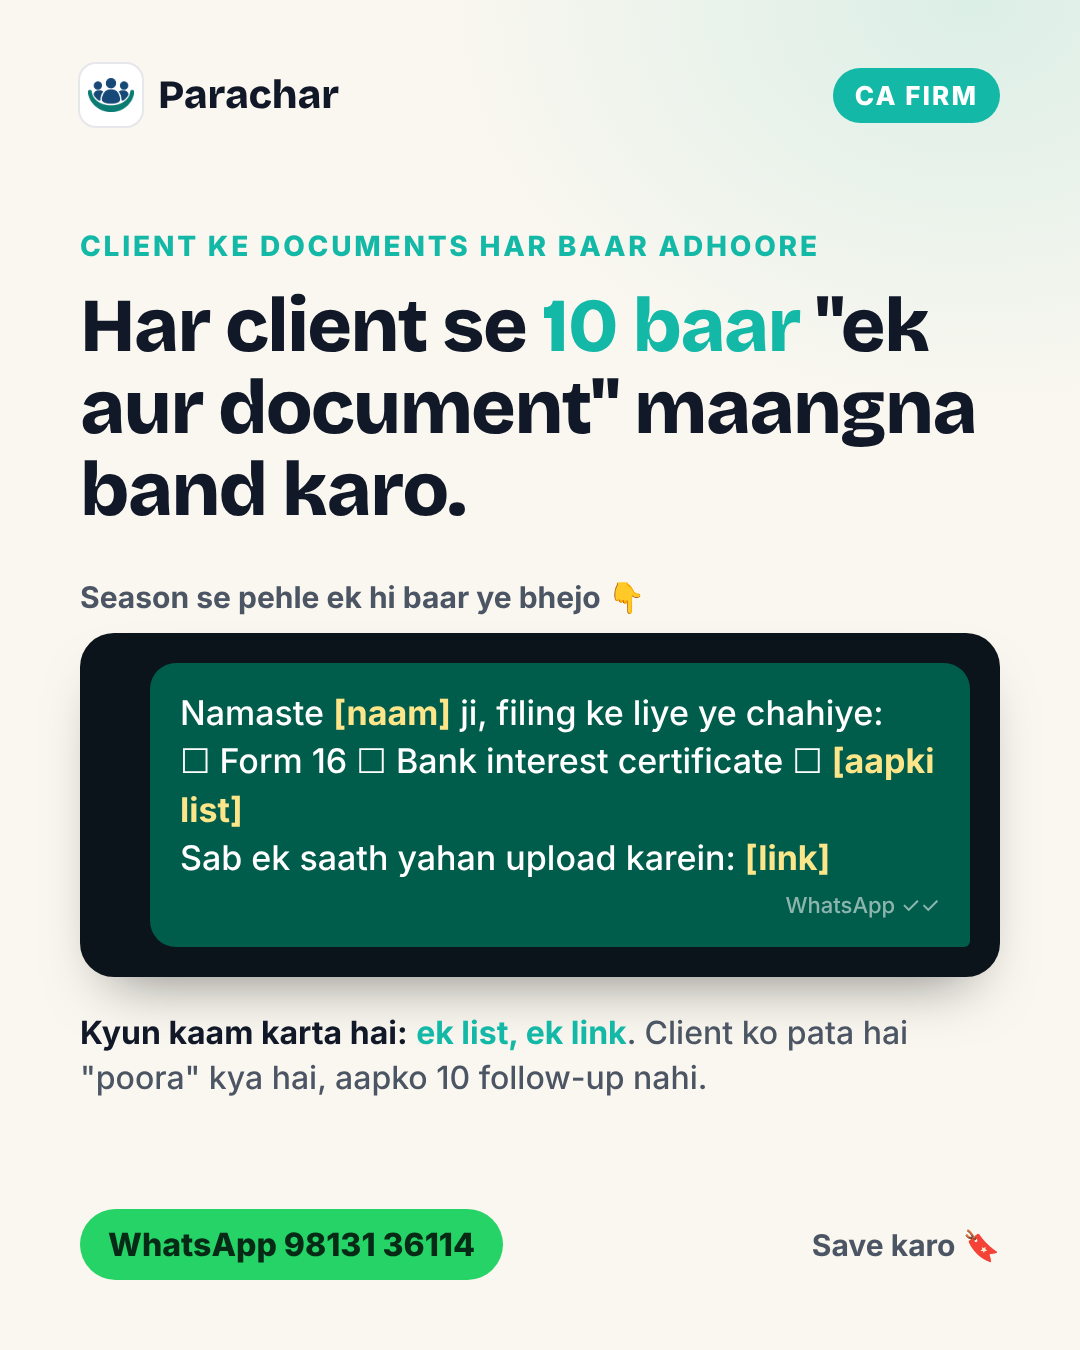 Parachar
CA FIRM
CLIENT KE DOCUMENTS HAR BAAR ADHOORE
Har client se 10 baar "ek
aur document" maangna
band karo.
Season se pehle ek hi baar ye bhejo 👇
Namaste [naam] ji, filing ke liye ye chahiye:
☐ Form 16 ☐ Bank interest certificate ☐ [aapki
list]
Sab ek saath yahan upload karein: [link]
WhatsApp ✓✓
Kyun kaam karta hai: ek list, ek link. Client ko pata hai
"poora" kya hai, aapko 10 follow-up nahi.
WhatsApp 98131 36114
Save karo 🔖